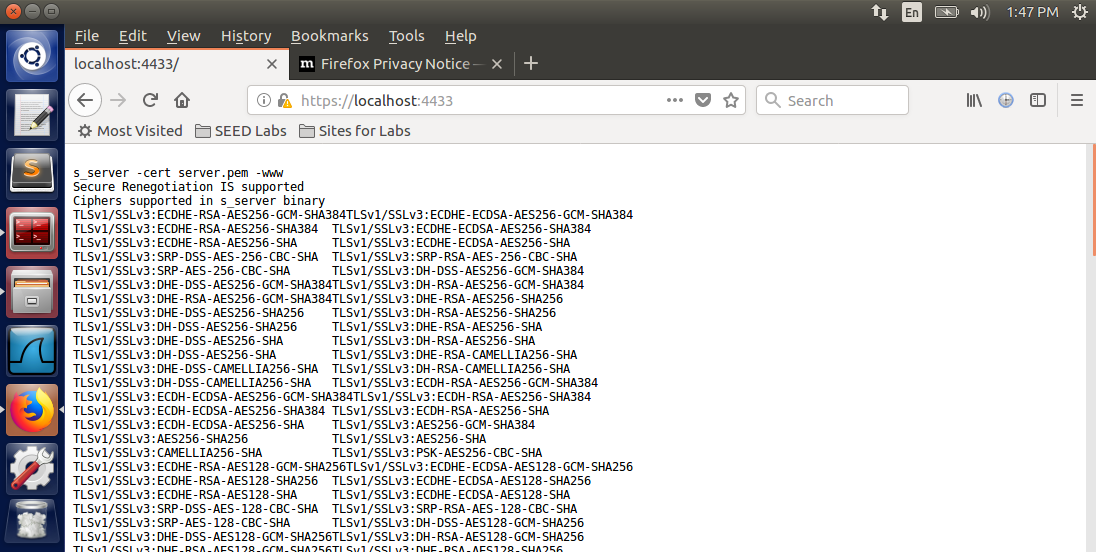 En 1:47 PM
File Edit View History Bookmarks Tools Help
localhost:4433/ m Firefox Privacy Notice —
https://localhost:4433 Search
Most Visited SEED Labs Sites for Labs
s_server -cert server.pem -www
Secure Renegotiation IS supported
Ciphers supported in s_server binary
TLSv1/SSLv3:ECDHE-RSA-AES256-GCM-SHA384TLSv1/SSLv3:ECDHE-ECDSA-AES256-GCM-SHA384
TLSv1/SSLv3:ECDHE-RSA-AES256-SHA384  TLSv1/SSLv3:ECDHE-ECDSA-AES256-SHA384
TLSv1/SSLv3:ECDHE-RSA-AES256-SHA     TLSv1/SSLv3:ECDHE-ECDSA-AES256-SHA
TLSv1/SSLv3:SRP-DSS-AES-256-CBC-SHA  TLSv1/SSLv3:SRP-RSA-AES-256-CBC-SHA
TLSv1/SSLv3:SRP-AES-256-CBC-SHA      TLSv1/SSLv3:DH-DSS-AES256-GCM-SHA384
TLSv1/SSLv3:DHE-DSS-AES256-GCM-SHA384TLSv1/SSLv3:DH-RSA-AES256-GCM-SHA384
TLSv1/SSLv3:DHE-RSA-AES256-GCM-SHA384TLSv1/SSLv3:DHE-RSA-AES256-SHA256
TLSv1/SSLv3:DHE-DSS-AES256-SHA256    TLSv1/SSLv3:DH-RSA-AES256-SHA256
TLSv1/SSLv3:DH-DSS-AES256-SHA256     TLSv1/SSLv3:DHE-RSA-AES256-SHA
TLSv1/SSLv3:DHE-DSS-AES256-SHA       TLSv1/SSLv3:DH-RSA-AES256-SHA
TLSv1/SSLv3:DH-DSS-AES256-SHA        TLSv1/SSLv3:DHE-RSA-CAMELLIA256-SHA
TLSv1/SSLv3:DHE-DSS-CAMELLIA256-SHA  TLSv1/SSLv3:DH-RSA-CAMELLIA256-SHA
TLSv1/SSLv3:DH-DSS-CAMELLIA256-SHA   TLSv1/SSLv3:ECDH-RSA-AES256-GCM-SHA384
TLSv1/SSLv3:ECDH-ECDSA-AES256-GCM-SHA384TLSv1/SSLv3:ECDH-RSA-AES256-SHA384
TLSv1/SSLv3:ECDH-ECDSA-AES256-SHA384 TLSv1/SSLv3:ECDH-RSA-AES256-SHA
TLSv1/SSLv3:ECDH-ECDSA-AES256-SHA    TLSv1/SSLv3:AES256-GCM-SHA384
TLSv1/SSLv3:AES256-SHA256            TLSv1/SSLv3:AES256-SHA
TLSv1/SSLv3:CAMELLIA256-SHA          TLSv1/SSLv3:PSK-AES256-CBC-SHA
TLSv1/SSLv3:ECDHE-RSA-AES128-GCM-SHA256TLSv1/SSLv3:ECDHE-ECDSA-AES128-GCM-SHA256
TLSv1/SSLv3:ECDHE-RSA-AES128-SHA256  TLSv1/SSLv3:ECDHE-ECDSA-AES128-SHA256
TLSv1/SSLv3:ECDHE-RSA-AES128-SHA     TLSv1/SSLv3:ECDHE-ECDSA-AES128-SHA
TLSv1/SSLv3:SRP-DSS-AES-128-CBC-SHA  TLSv1/SSLv3:SRP-RSA-AES-128-CBC-SHA
TLSv1/SSLv3:SRP-AES-128-CBC-SHA      TLSv1/SSLv3:DH-DSS-AES128-GCM-SHA256
TLSv1/SSLv3:DHE-DSS-AES128-GCM-SHA256TLSv1/SSLv3:DH-RSA-AES128-GCM-SHA256
TLSv1/SSLv3:DHE-RSA-AES128-GCM-SHA256TLSv1/SSLv3:DHE-RSA-AES128-SHA256